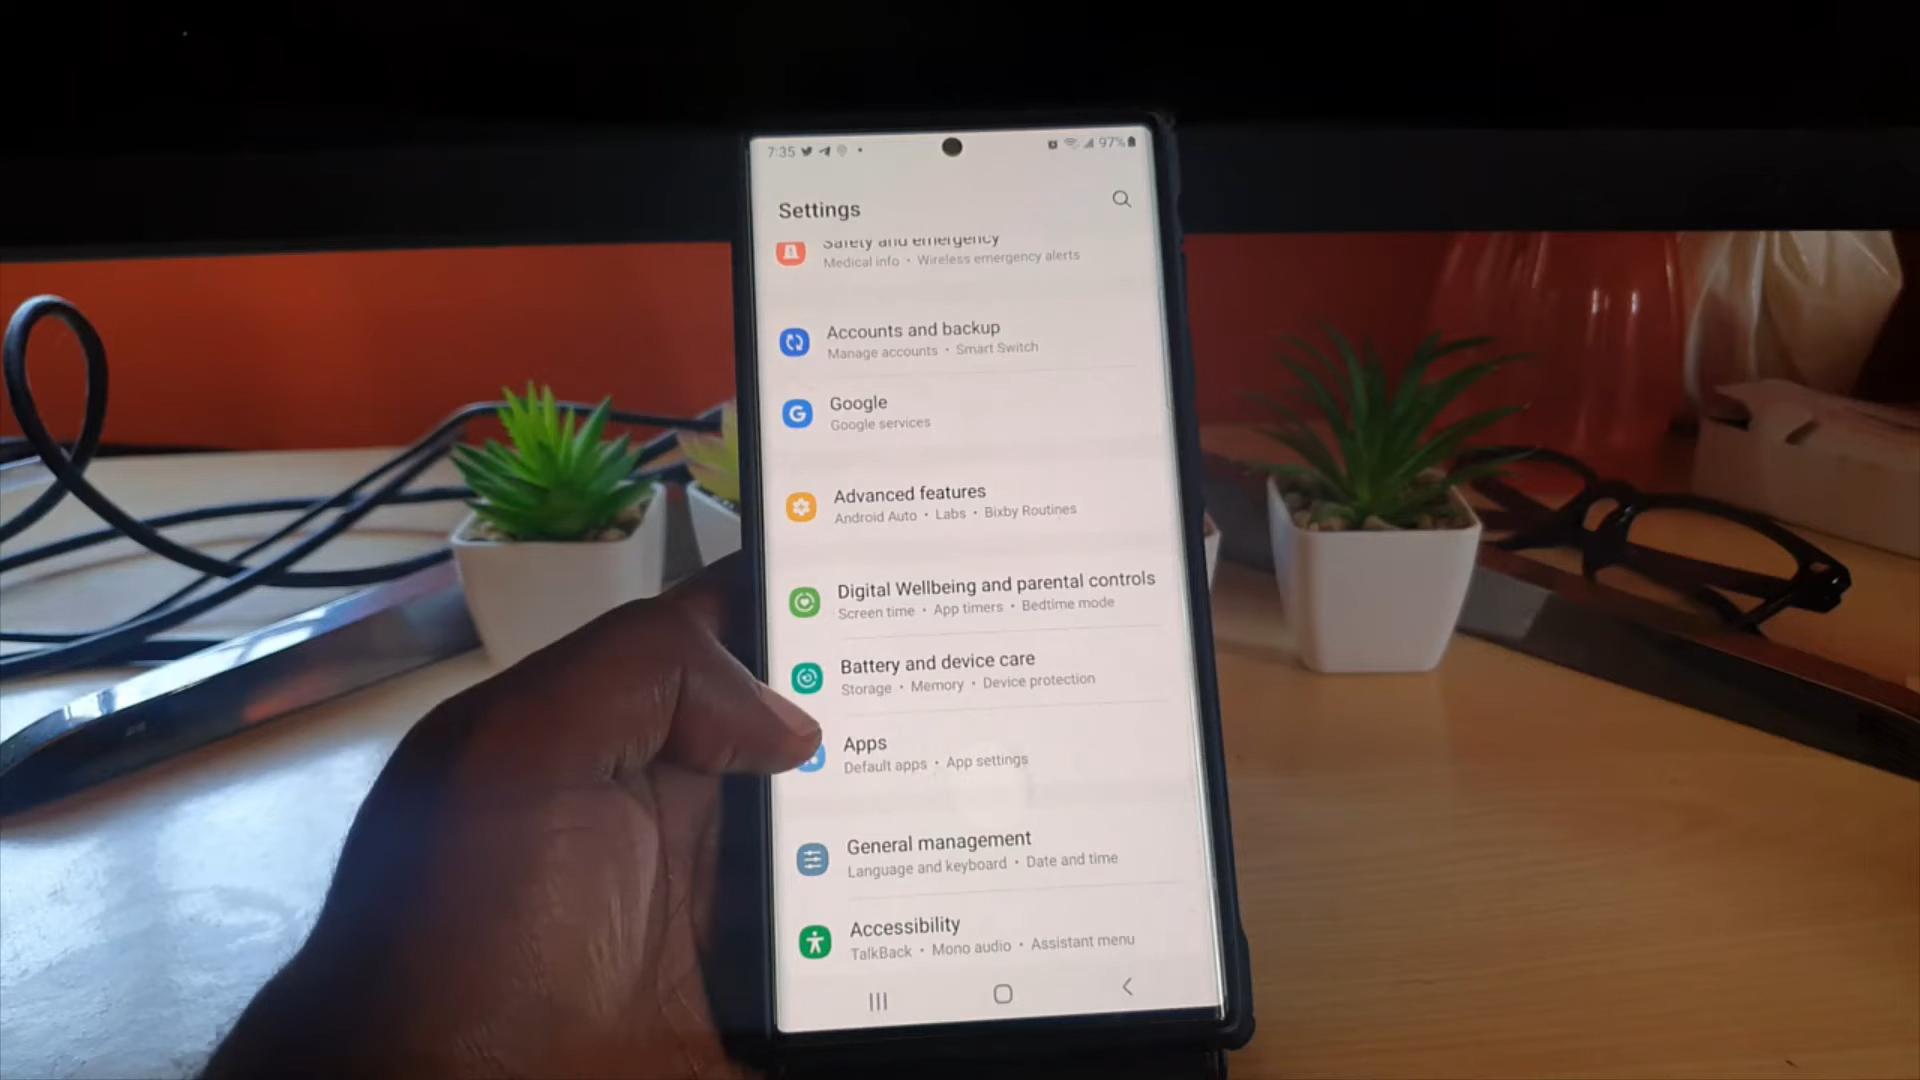 7:35
97%
Settings
Safety and emergency
Medical info • Wireless emergency alerts
Accounts and backup
Manage accounts • Smart Switch
G
Google
Google services
Advanced features
Android Auto • Labs • Bixby Routines
Digital Wellbeing and parental controls
Screen time • App timers • Bedtime mode
Battery and device care
Storage • Memory • Device protection
Apps
Default apps • App settings
General management
Language and keyboard • Date and time
Accessibility
TalkBack • Mono audio • Assistant menu